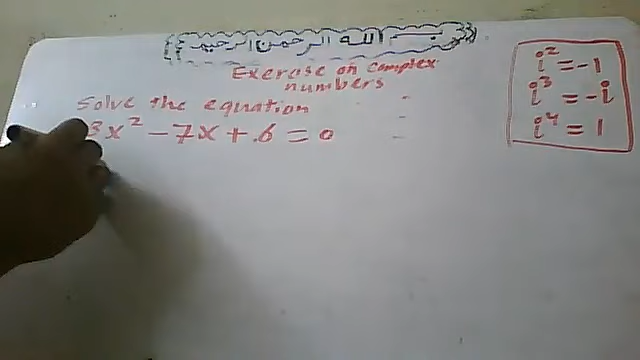 بسم الله الرحمن الرحيم
Exercise on complex
numbers
Solve the equation
3x² - 7x + 6 = 0
i² = -1
i³ = -i
i⁴ = 1